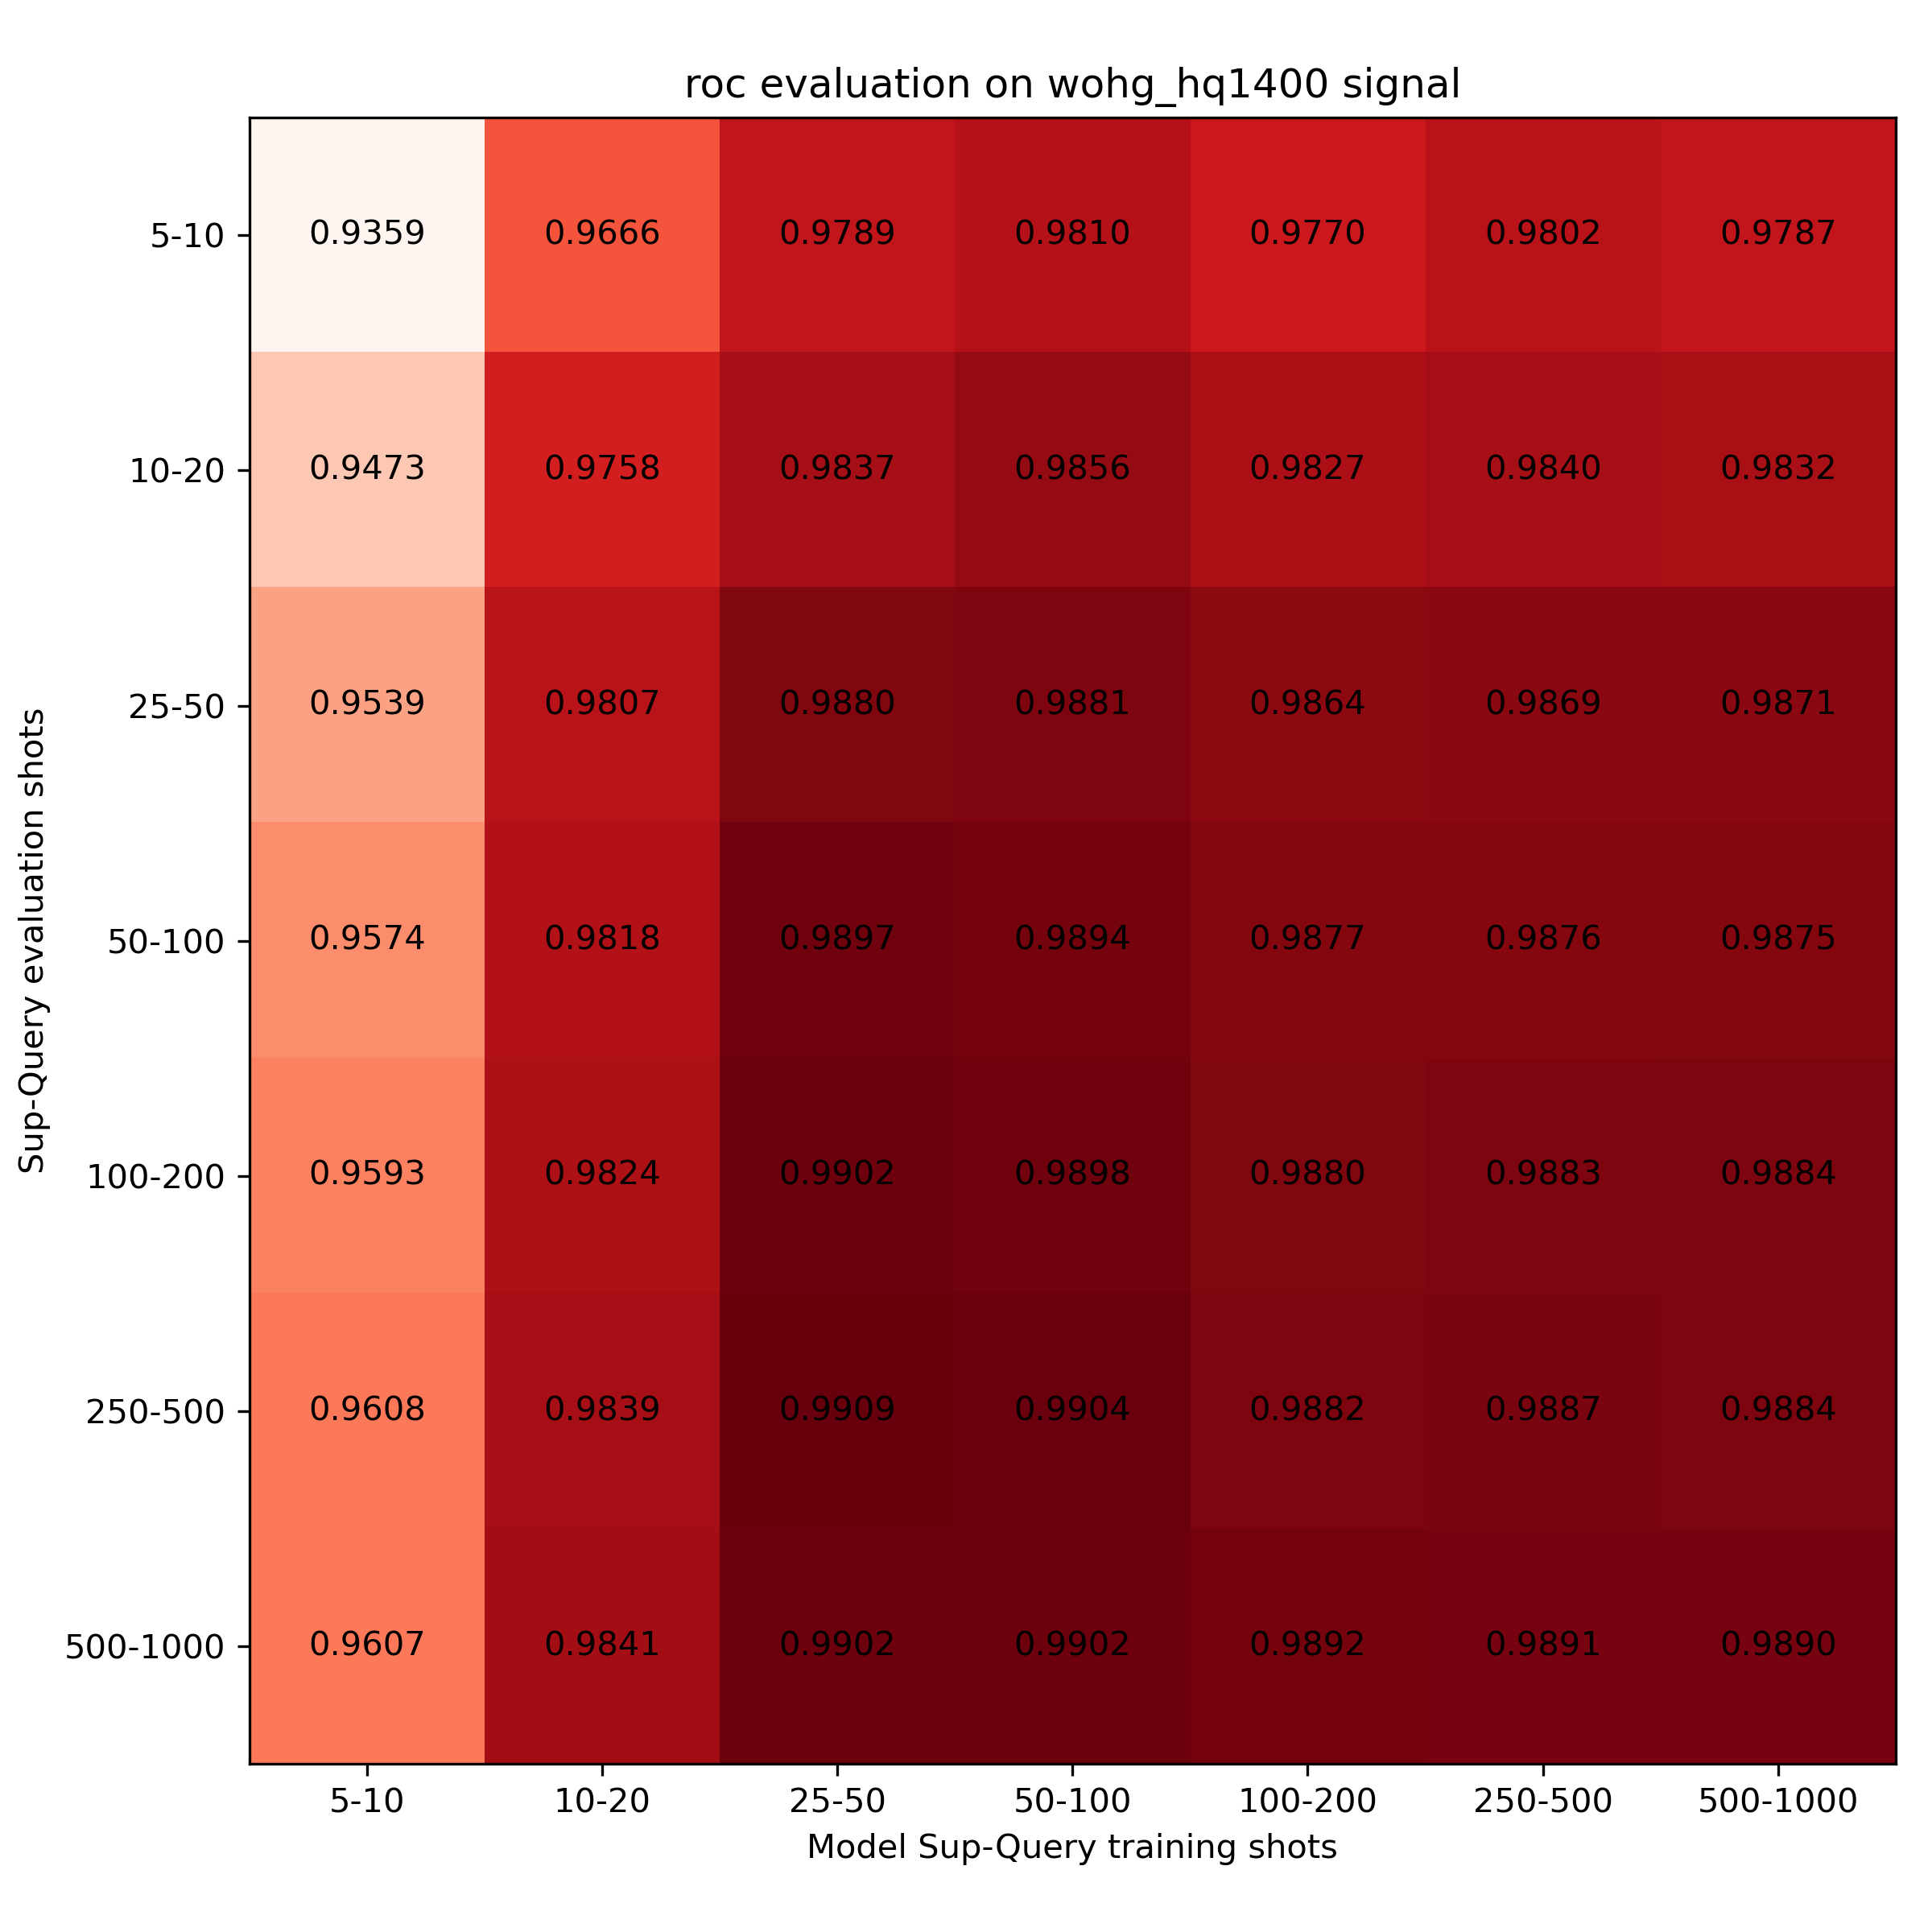 roc evaluation on wohg_hq1400 signal
Sup-Query evaluation shots
5-10 0.9359 0.9666 0.9789 0.9810 0.9770 0.9802 0.9787
10-20 0.9473 0.9758 0.9837 0.9856 0.9827 0.9840 0.9832
25-50 0.9539 0.9807 0.9880 0.9881 0.9864 0.9869 0.9871
50-100 0.9574 0.9818 0.9897 0.9894 0.9877 0.9876 0.9875
100-200 0.9593 0.9824 0.9902 0.9898 0.9880 0.9883 0.9884
250-500 0.9608 0.9839 0.9909 0.9904 0.9882 0.9887 0.9884
500-1000 0.9607 0.9841 0.9902 0.9902 0.9892 0.9891 0.9890
5-10 10-20 25-50 50-100 100-200 250-500 500-1000
Model Sup-Query training shots